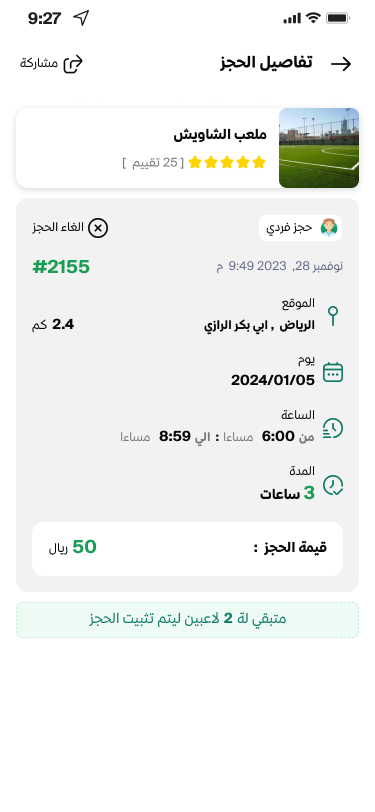 9:27
تفاصيل الحجز
مشاركة
ملعب الشاويش
[ 25 تقييم ]
حجز فردي
الغاء الحجز
نوفمبر 28, 2023 9:49 م
#2155
الموقع
الرياض , ابي بكر الرازي
2.4 كم
يوم
2024/01/05
الساعة
من 6:00 مساءا : الي 8:59 مساءا
المدة
3 ساعات
قيمة الحجز :
50 ريال
متبقي لة 2 لاعبين ليتم تثبيت الحجز